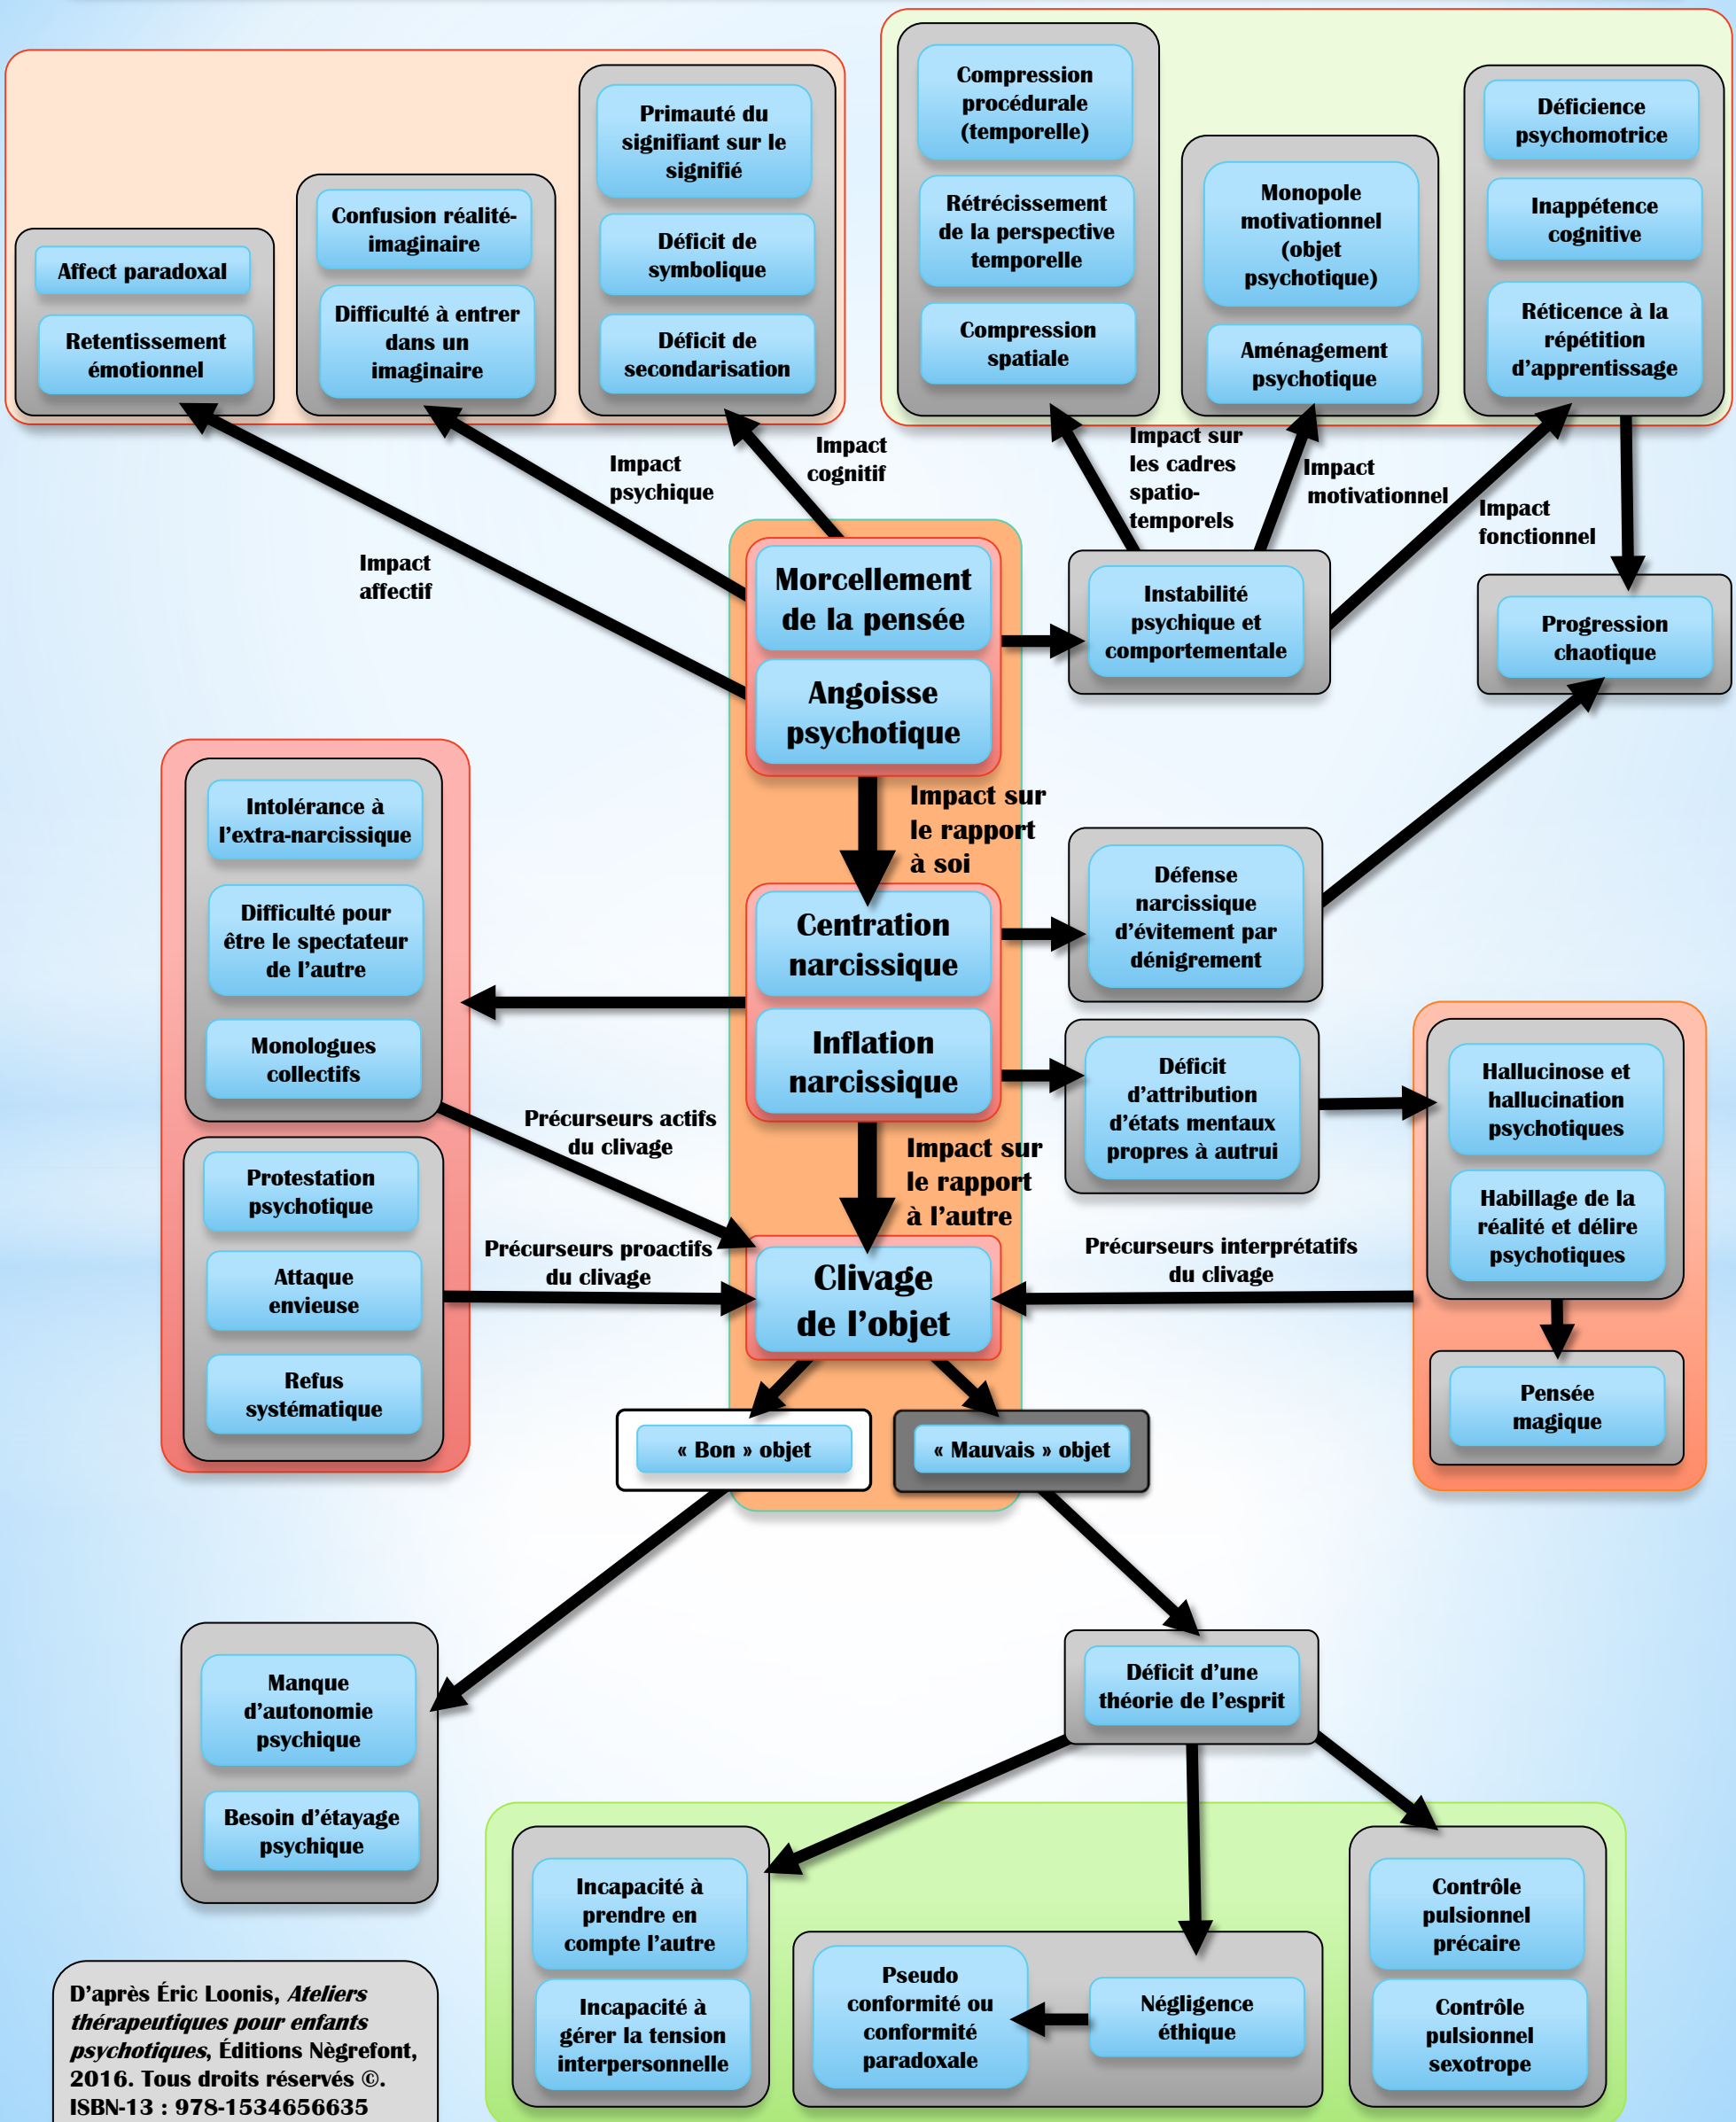 Affect paradoxal
Retentissement
émotionnel
Confusion réalité-
imaginaire
Difficulté à entrer
dans un
imaginaire
Primauté du
signifiant sur le
signifié
Déficit de
symbolique
Déficit de
secondarisation
Compression
procédurale
(temporelle)
Rétrécissement
de la perspective
temporelle
Compression
spatiale
Monopole
motivationnel
(objet
psychotique)
Aménagement
psychotique
Déficience
psychomotrice
Inappétence
cognitive
Réticence à la
répétition
d’apprentissage
Impact
affectif
Impact
psychique
Impact
cognitif
Impact sur
les cadres
spatio-
temporels
Impact
motivationnel
Impact
fonctionnel
Morcellement
de la pensée
Angoisse
psychotique
Instabilité
psychique et
comportementale
Progression
chaotique
Impact sur
le rapport
à soi
Intolérance à
l’extra-narcissique
Difficulté pour
être le spectateur
de l’autre
Monologues
collectifs
Centration
narcissique
Inflation
narcissique
Défense
narcissique
d’évitement par
dénigrement
Déficit
d’attribution
d’états mentaux
propres à autrui
Hallucinose et
hallucination
psychotiques
Habillage de la
réalité et délire
psychotiques
Pensée
magique
Précurseurs actifs
du clivage
Impact sur
le rapport
à l’autre
Protestation
psychotique
Attaque
envieuse
Refus
systématique
Précurseurs proactifs
du clivage
Clivage
de l’objet
Précurseurs interprétatifs
du clivage
« Bon » objet
« Mauvais » objet
Manque
d’autonomie
psychique
Besoin d’étayage
psychique
Déficit d’une
théorie de l’esprit
Incapacité à
prendre en
compte l’autre
Incapacité à
gérer la tension
interpersonnelle
Pseudo
conformité ou
conformité
paradoxale
Négligence
éthique
Contrôle
pulsionnel
précaire
Contrôle
pulsionnel
sexotrope
D’après Éric Loonis, Ateliers
thérapeutiques pour enfants
psychotiques, Éditions Nègrefont,
2016. Tous droits réservés ©.
ISBN-13 : 978-1534656635